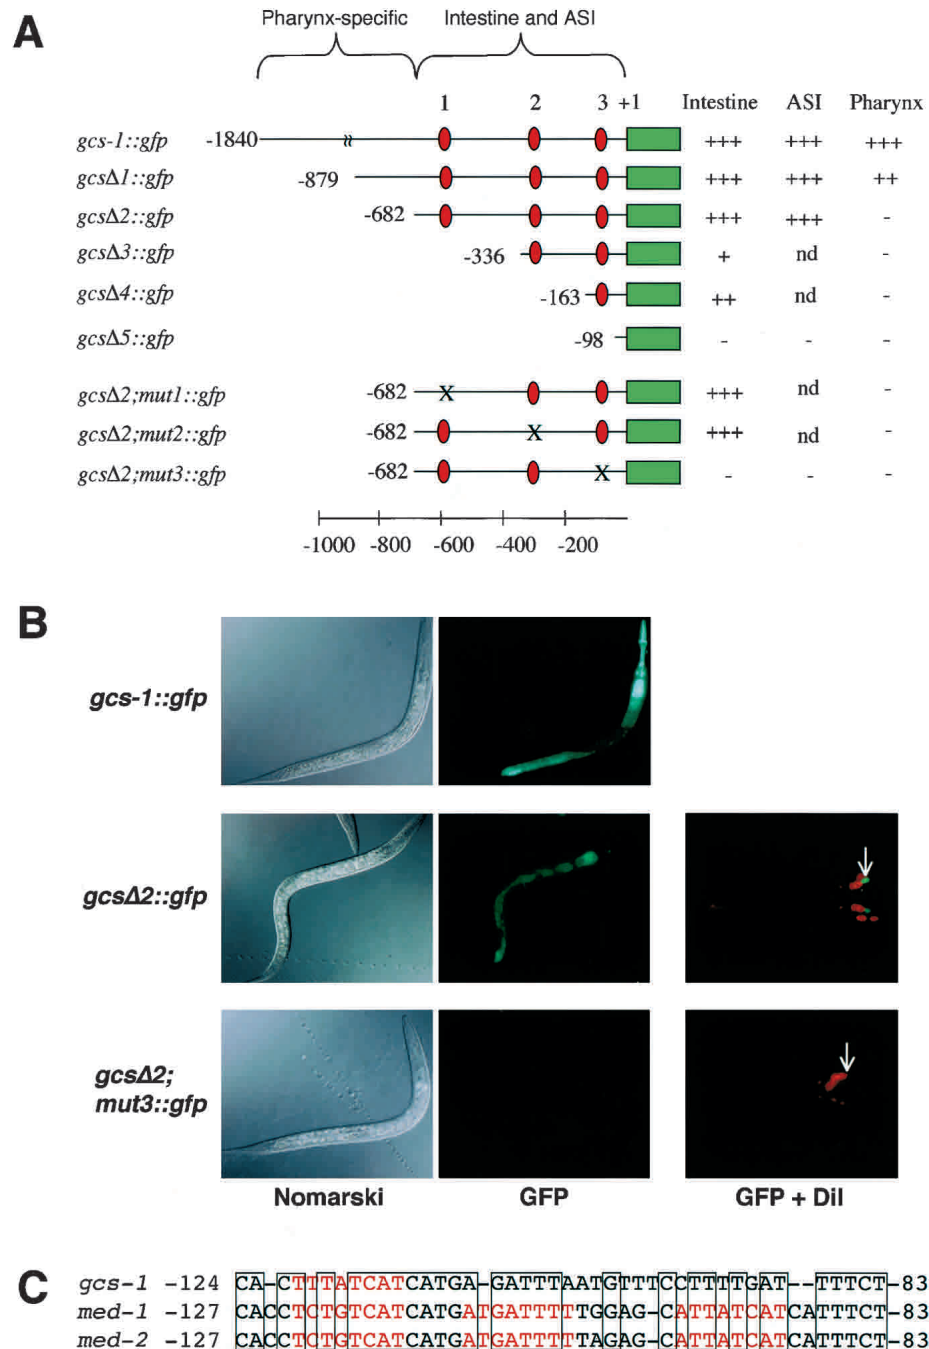 A
Pharynx-specific Intestine and ASI
1 2 3 +1 Intestine ASI Pharynx
gcs-1::gfp -1840 +++ +++ +++
gcsΔ1::gfp -879 +++ +++ ++
gcsΔ2::gfp -682 +++ +++ -
gcsΔ3::gfp -336 + nd -
gcsΔ4::gfp -163 ++ nd -
gcsΔ5::gfp -98 - - -
gcsΔ2;mut1::gfp -682 X +++ nd -
gcsΔ2;mut2::gfp -682 X +++ nd -
gcsΔ2;mut3::gfp -682 X - - -
-1000 -800 -600 -400 -200
B
gcs-1::gfp
gcsΔ2::gfp
gcsΔ2;
mut3::gfp
Nomarski GFP GFP + DiI
C
gcs-1 -124 CA-CTTTATCATCATGA-GATTTAATGTTTCCTTTTGAT--TTTCT-83
med-1 -127 CACCTCTGTCATCATGATGATTTTTGGAG-CATTATCATCATTTCT-83
med-2 -127 CACCTCTGTCATCATGATGATTTTTAGAG-CATTATCATCATTTCT-83